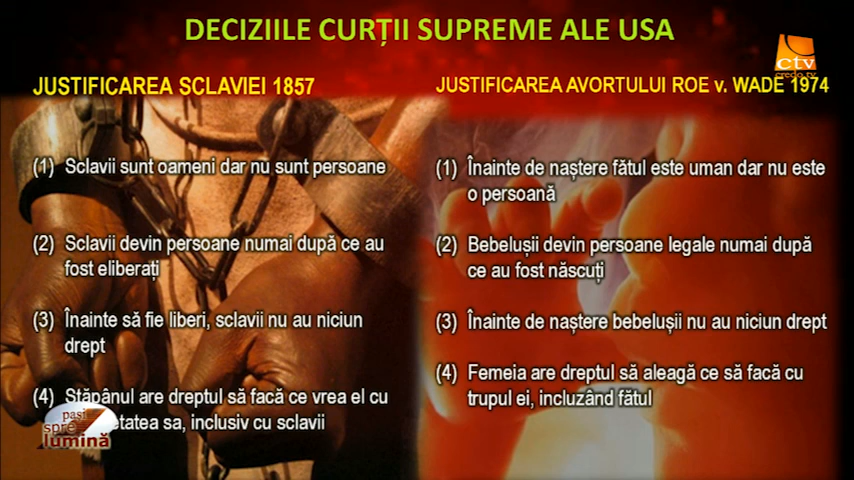 DECIZIILE CURȚII SUPREME ALE USA
ctv
credo tv
JUSTIFICAREA SCLAVIEI 1857
(1) Sclavii sunt oameni dar nu sunt persoane
(2) Sclavii devin persoane numai după ce au
fost eliberați
(3) Înainte să fie liberi, sclavii nu au niciun
drept
(4) Stăpânul are dreptul să facă ce vrea el cu
etatea sa, inclusiv cu sclavii
JUSTIFICAREA AVORTULUI ROE v. WADE 1974
(1) Înainte de naștere fătul este uman dar nu este
o persoană
(2) Bebelușii devin persoane legale numai după
ce au fost născuți
(3) Înainte de naștere bebelușii nu au niciun drept
(4) Femeia are dreptul să aleagă ce să facă cu
trupul ei, incluzând fătul
pași
spre
lumină